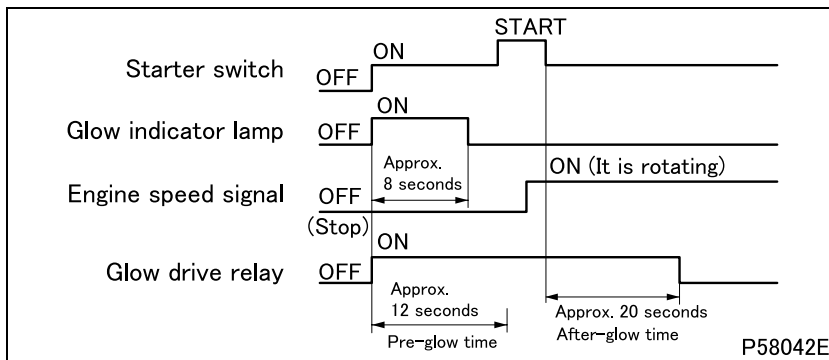 START
Starter switch OFF ON
Glow indicator lamp OFF ON
Approx.
8 seconds
Engine speed signal OFF ON (It is rotating)
(Stop)
Glow drive relay OFF ON
Approx.
12 seconds
Pre-glow time
Approx. 20 seconds
After-glow time
P58042E